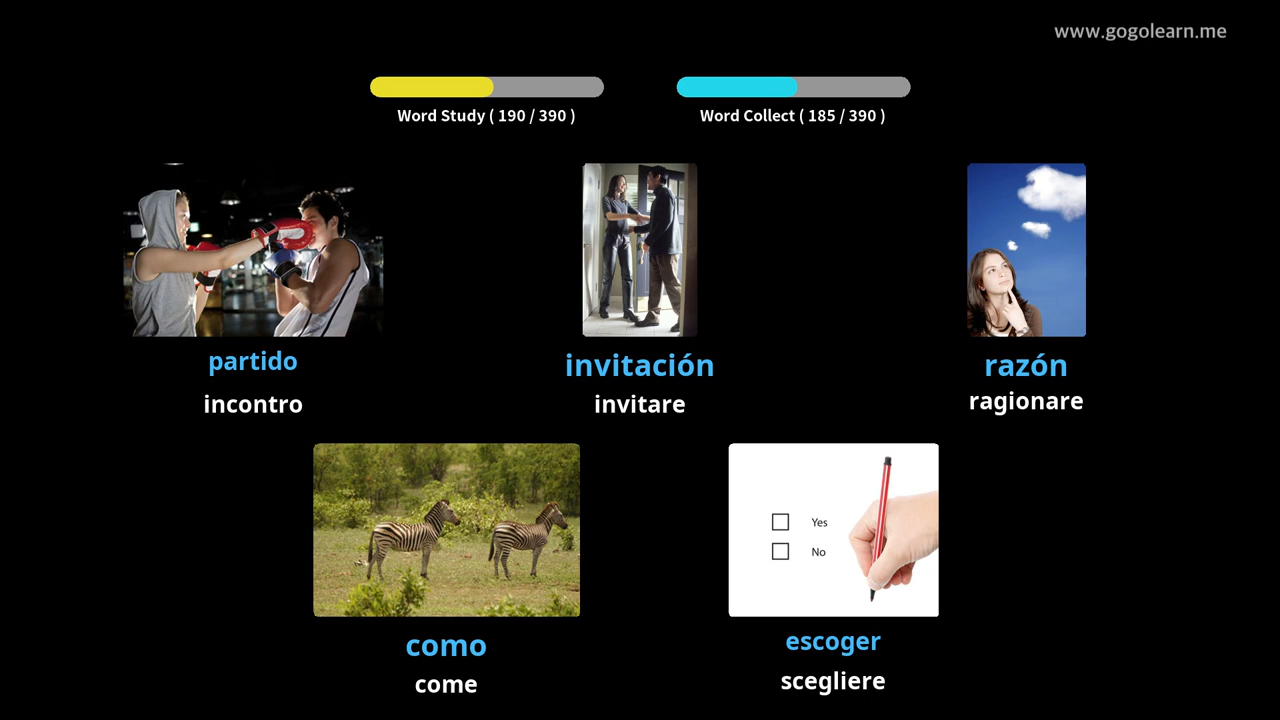 www.gogolearn.me
Word Study ( 190 / 390 )
Word Collect ( 185 / 390 )
partido
incontro
invitación
invitare
razón
ragionare
Yes
No
como
come
escoger
scegliere